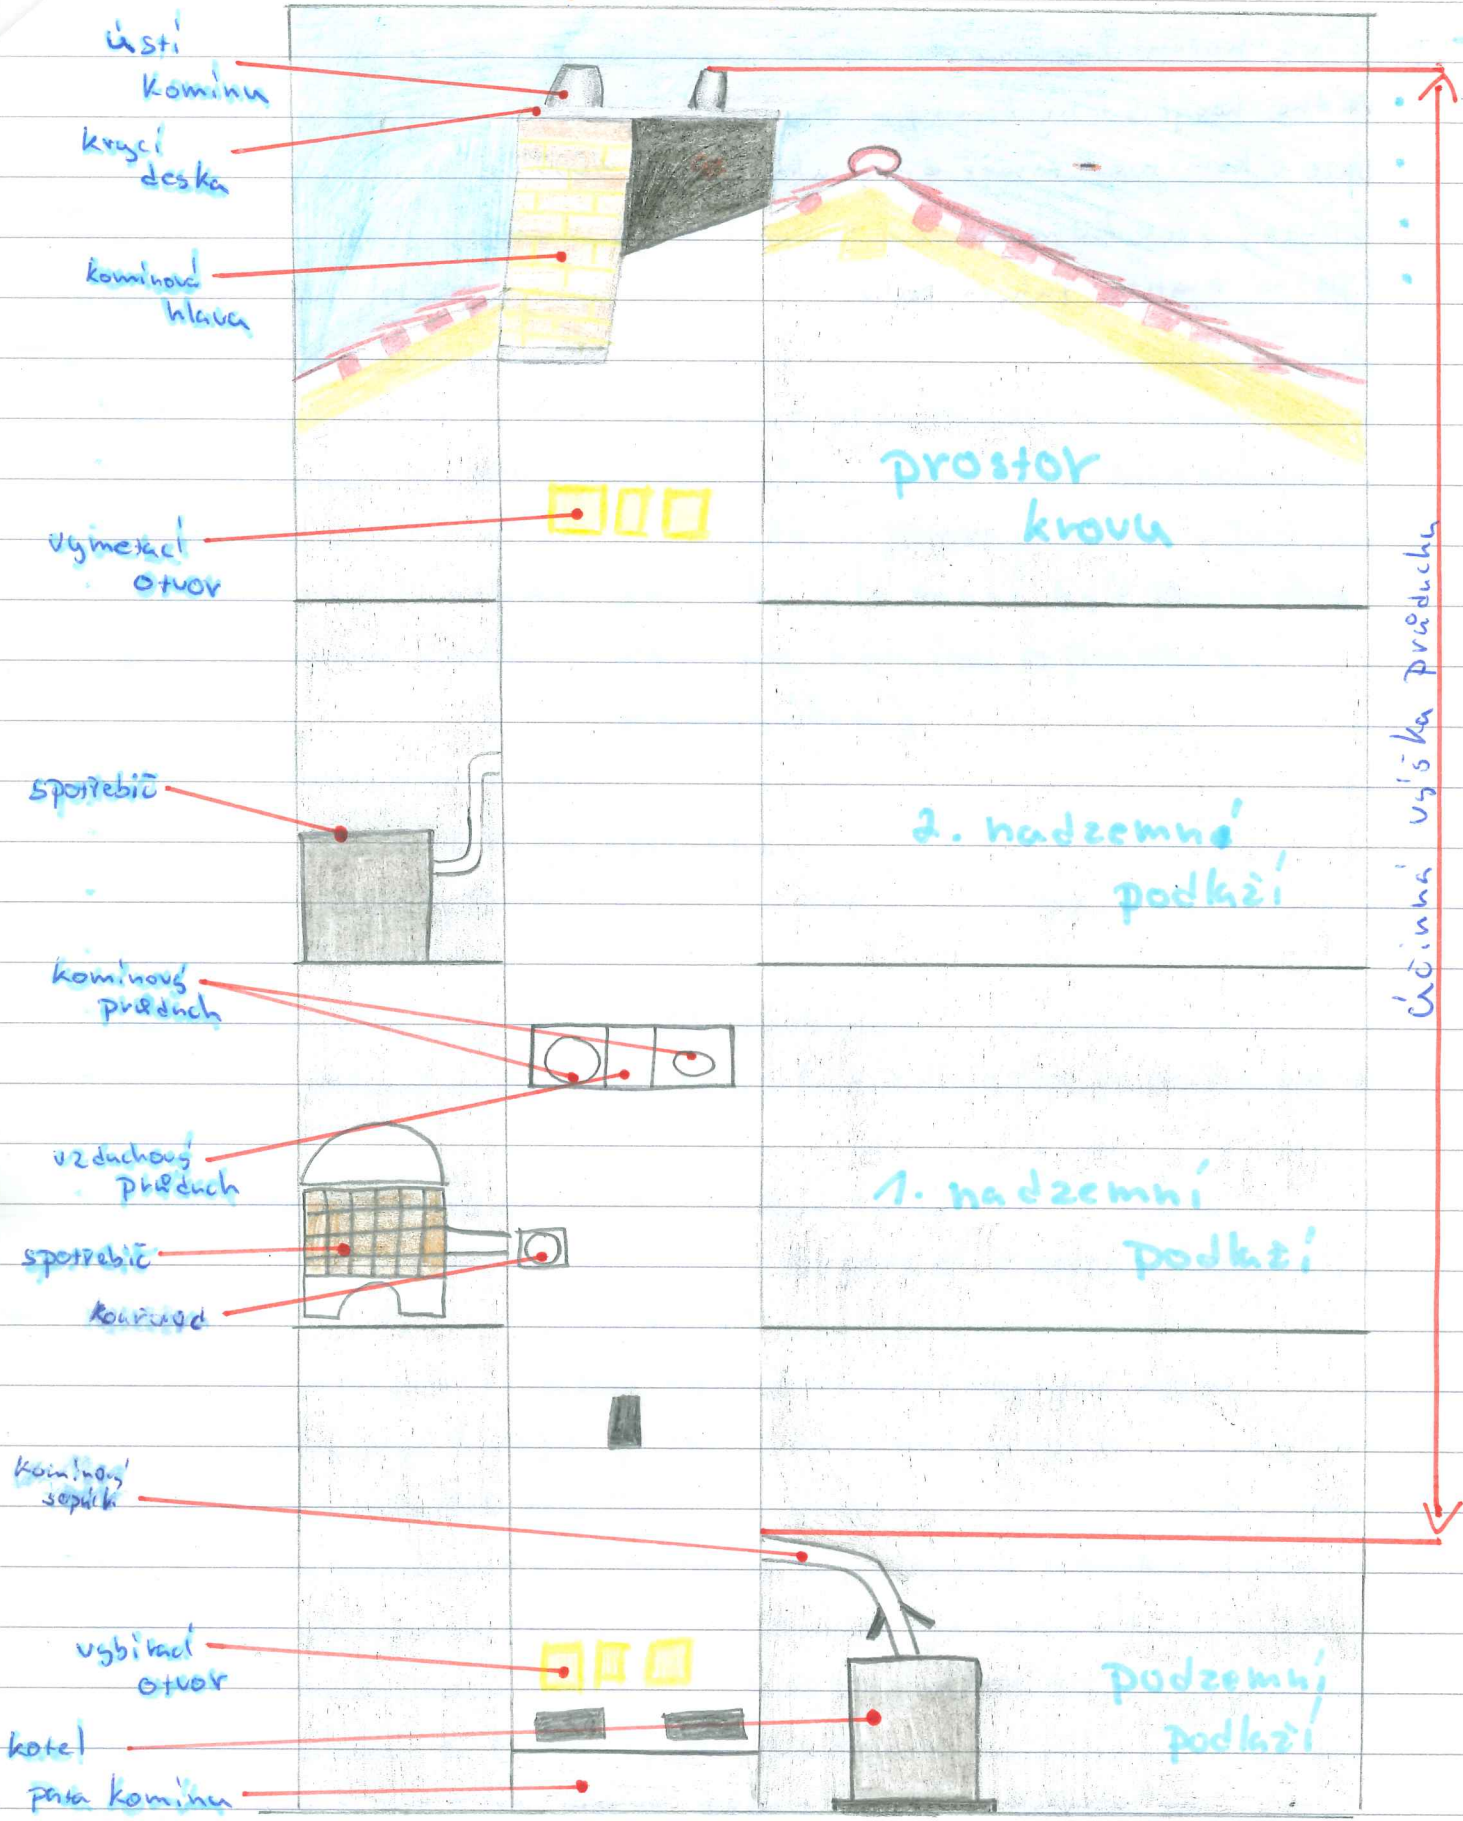 ústí
komínu
krycí
deska
komínová
hlava
prostor
krovu
vymetací
otvor
Účinná výška průduchu
spotřebič
2. nadzemní
podlaží
komínový
průduch
vzduchový
průduch
1. nadzemní
podlaží
spotřebič
kouřovod
komínový
sopúch
vybírací
otvor
podzemní
podlaží
kotel
pata komínu